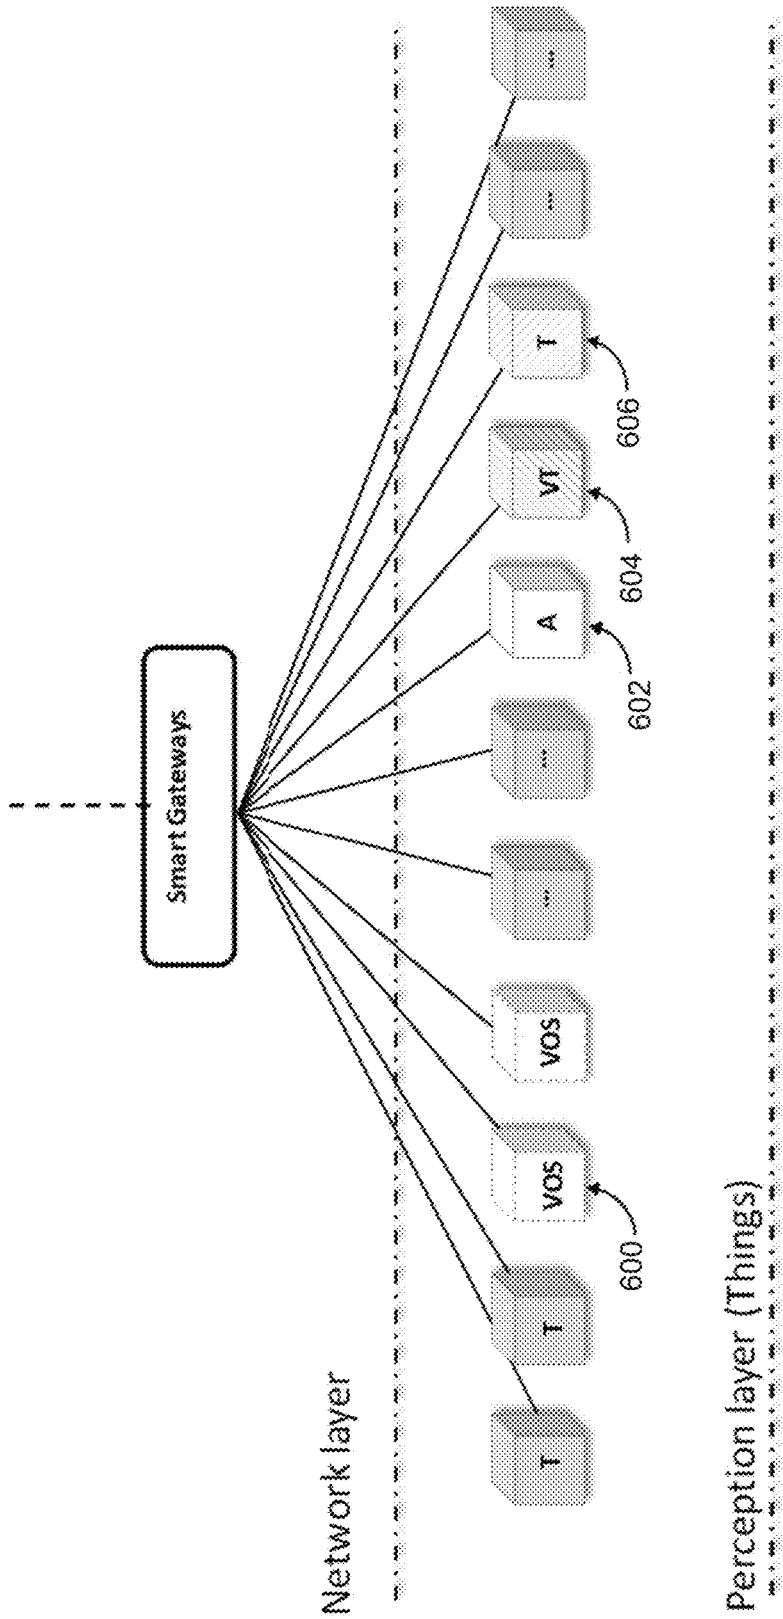 Smart Gateways
Network layer
T
T
VOS
VOS
...
...
A
VT
T
...
...
600
602
604
606
Perception layer (Things)